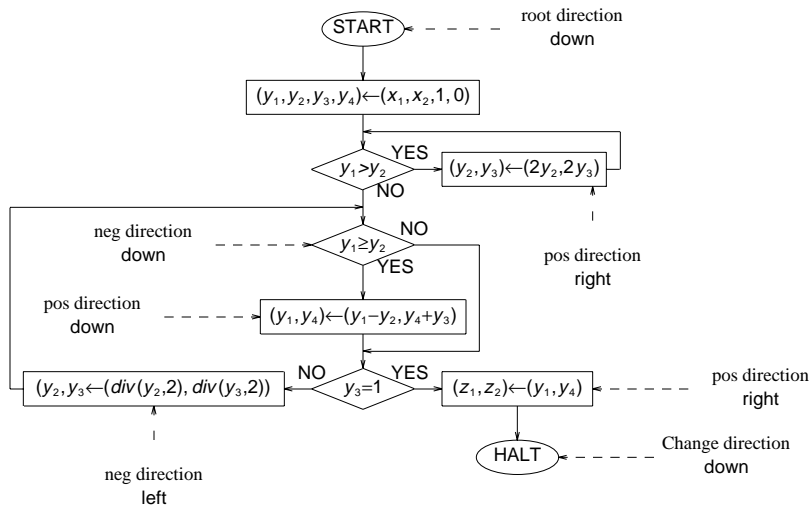 START
root direction
down
(y₁,y₂,y₃,y₄)←(x₁,x₂,1,0)
YES
y₁>y₂
(y₂,y₃)←(2y₂,2y₃)
NO
neg direction
down
NO
y₁≥y₂
YES
pos direction
right
pos direction
down
(y₁,y₄)←(y₁−y₂,y₄+y₃)
NO
YES
(y₂,y₃←(div(y₂,2),div(y₃,2))
y₃=1
(z₁,z₂)←(y₁,y₄)
pos direction
right
neg direction
left
HALT
Change direction
down